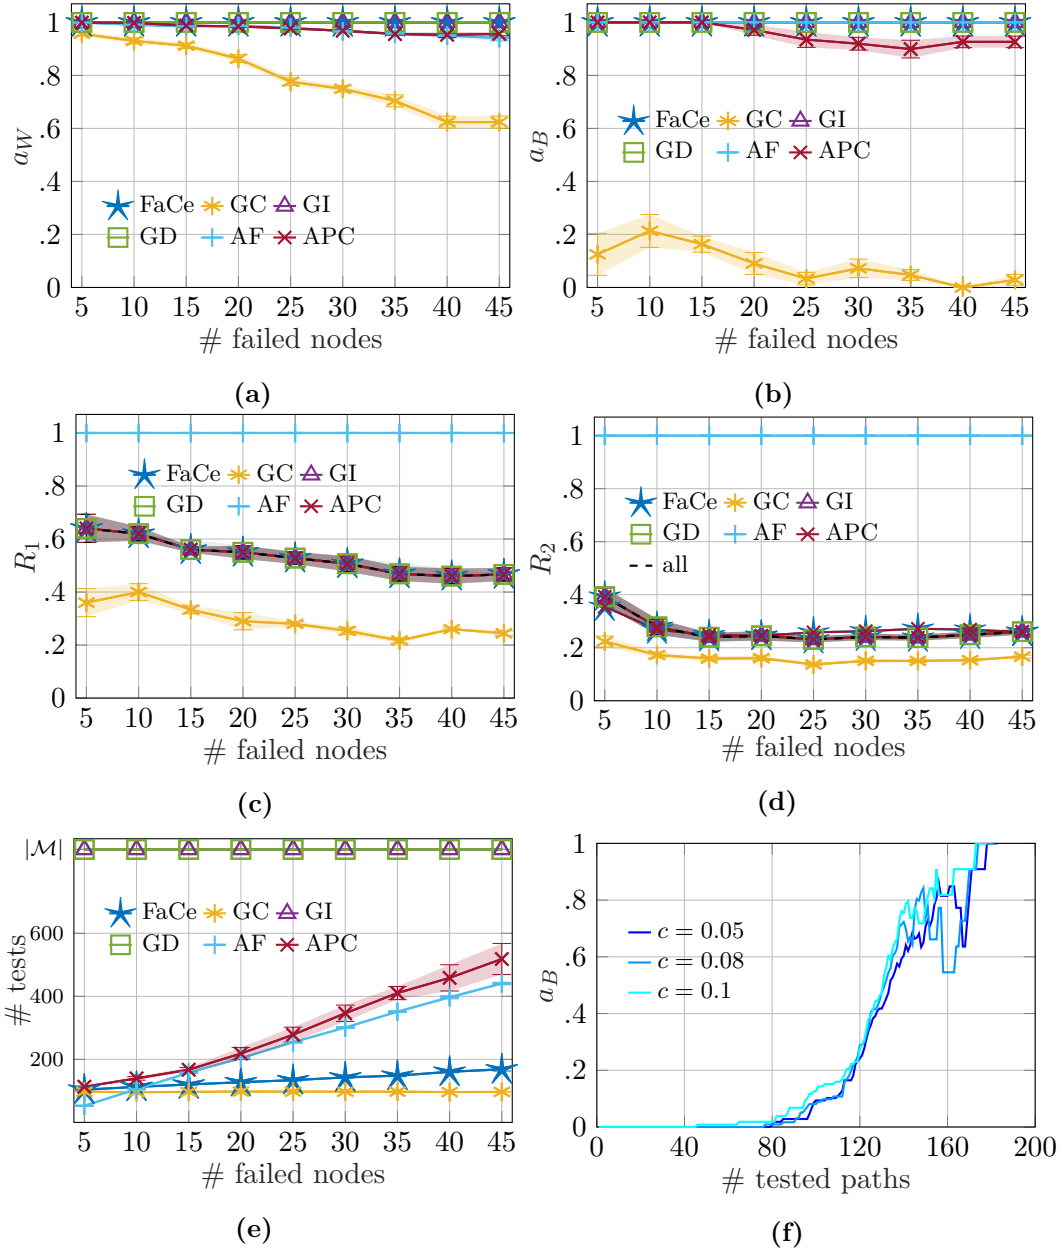 1
.8
.6
.4
.2
0
a_W
FaCe GC GI
GD AF APC
5 10 15 20 25 30 35 40 45
# failed nodes
(a)
1
.8
.6
.4
.2
0
a_B
FaCe GC GI
GD AF APC
5 10 15 20 25 30 35 40 45
# failed nodes
(b)
1
.8
.6
.4
.2
0
R_1
FaCe GC GI
GD AF APC
5 10 15 20 25 30 35 40 45
# failed nodes
(c)
1
.8
.6
.4
.2
0
R_2
FaCe GC GI
GD AF APC
all
5 10 15 20 25 30 35 40 45
# failed nodes
(d)
|M|
600
400
200
# tests
FaCe GC GI
GD AF APC
5 10 15 20 25 30 35 40 45
# failed nodes
(e)
1
.8
.6
.4
.2
0
a_B
c = 0.05
c = 0.08
c = 0.1
0 40 80 120 160 200
# tested paths
(f)